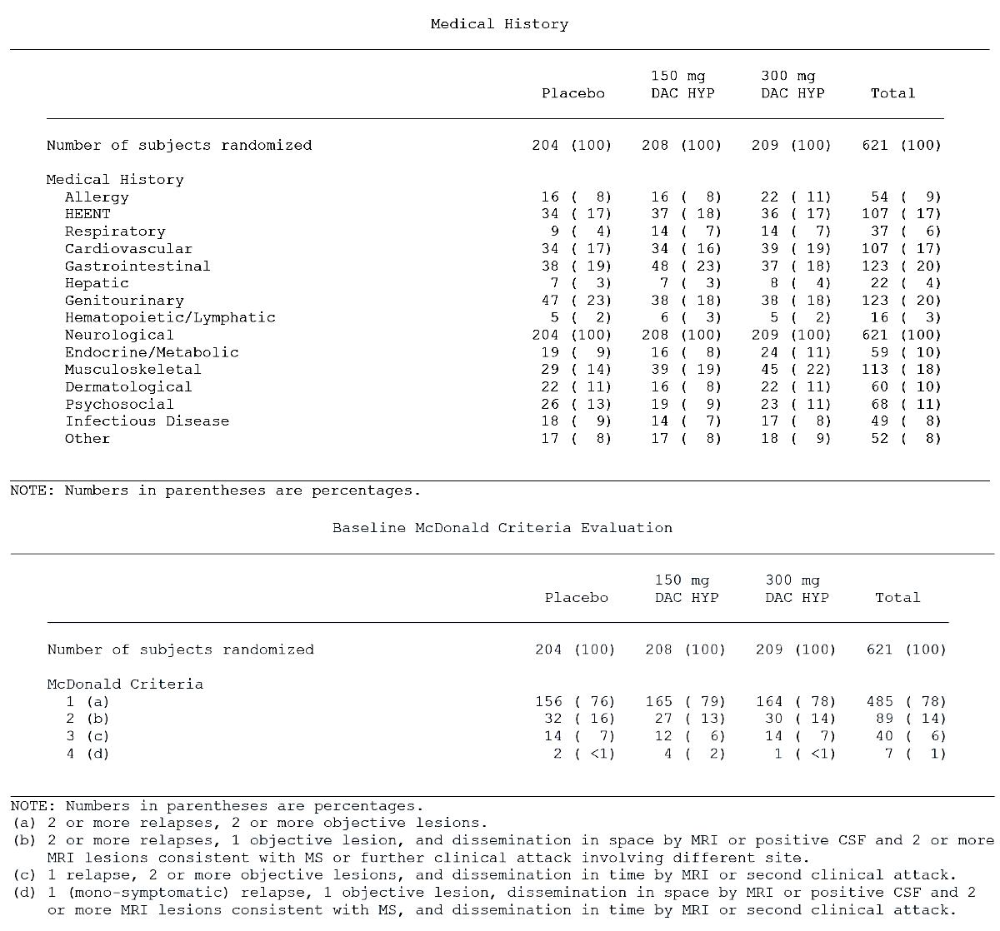 Medical History
150 mg 300 mg
Placebo DAC HYP DAC HYP Total
Number of subjects randomized 204 (100) 208 (100) 209 (100) 621 (100)
Medical History
Allergy 16 ( 8) 16 ( 8) 22 ( 11) 54 ( 9)
HEENT 34 ( 17) 37 ( 18) 36 ( 17) 107 ( 17)
Respiratory 9 ( 4) 14 ( 7) 14 ( 7) 37 ( 6)
Cardiovascular 34 ( 17) 34 ( 16) 39 ( 19) 107 ( 17)
Gastrointestinal 38 ( 19) 48 ( 23) 37 ( 18) 123 ( 20)
Hepatic 7 ( 3) 7 ( 3) 8 ( 4) 22 ( 4)
Genitourinary 47 ( 23) 38 ( 18) 38 ( 18) 123 ( 20)
Hematopoietic/Lymphatic 5 ( 2) 6 ( 3) 5 ( 2) 16 ( 3)
Neurological 204 (100) 208 (100) 209 (100) 621 (100)
Endocrine/Metabolic 19 ( 9) 16 ( 8) 24 ( 11) 59 ( 10)
Musculoskeletal 29 ( 14) 39 ( 19) 45 ( 22) 113 ( 18)
Dermatological 22 ( 11) 16 ( 8) 22 ( 11) 60 ( 10)
Psychosocial 26 ( 13) 19 ( 9) 23 ( 11) 68 ( 11)
Infectious Disease 18 ( 9) 14 ( 7) 17 ( 8) 49 ( 8)
Other 17 ( 8) 17 ( 8) 18 ( 9) 52 ( 8)
NOTE: Numbers in parentheses are percentages.
Baseline McDonald Criteria Evaluation
150 mg 300 mg
Placebo DAC HYP DAC HYP Total
Number of subjects randomized 204 (100) 208 (100) 209 (100) 621 (100)
McDonald Criteria
1 (a) 156 ( 76) 165 ( 79) 164 ( 78) 485 ( 78)
2 (b) 32 ( 16) 27 ( 13) 30 ( 14) 89 ( 14)
3 (c) 14 ( 7) 12 ( 6) 14 ( 7) 40 ( 6)
4 (d) 2 ( <1) 4 ( 2) 1 ( <1) 7 ( 1)
NOTE: Numbers in parentheses are percentages.
(a) 2 or more relapses, 2 or more objective lesions.
(b) 2 or more relapses, 1 objective lesion, and dissemination in space by MRI or positive CSF and 2 or more
MRI lesions consistent with MS or further clinical attack involving different site.
(c) 1 relapse, 2 or more objective lesions, and dissemination in time by MRI or second clinical attack.
(d) 1 (mono-symptomatic) relapse, 1 objective lesion, dissemination in space by MRI or positive CSF and 2
or more MRI lesions consistent with MS, and dissemination in time by MRI or second clinical attack.